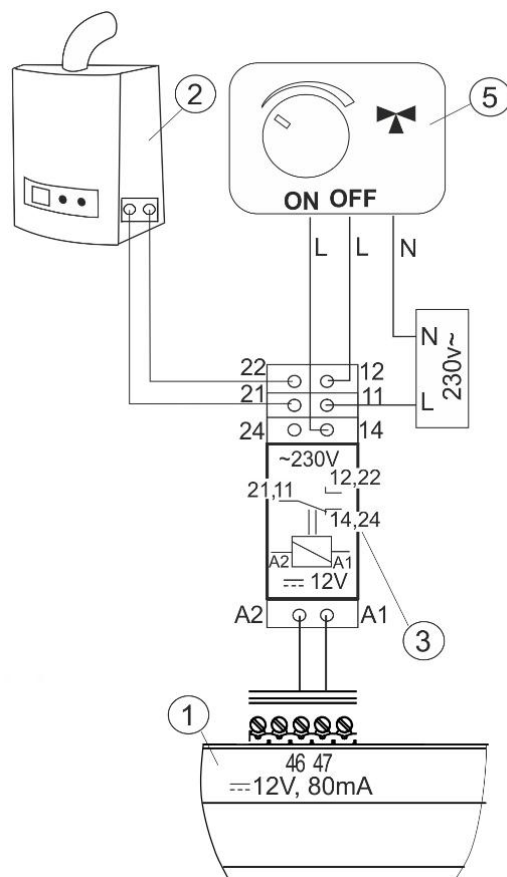 2
5
ON OFF
L L N
22 12
21 11
24 14
N
L
230v~
~230V
12,22
21,11
14,24
A2 A1
12V
A2 A1
3
1
46 47
12V, 80mA